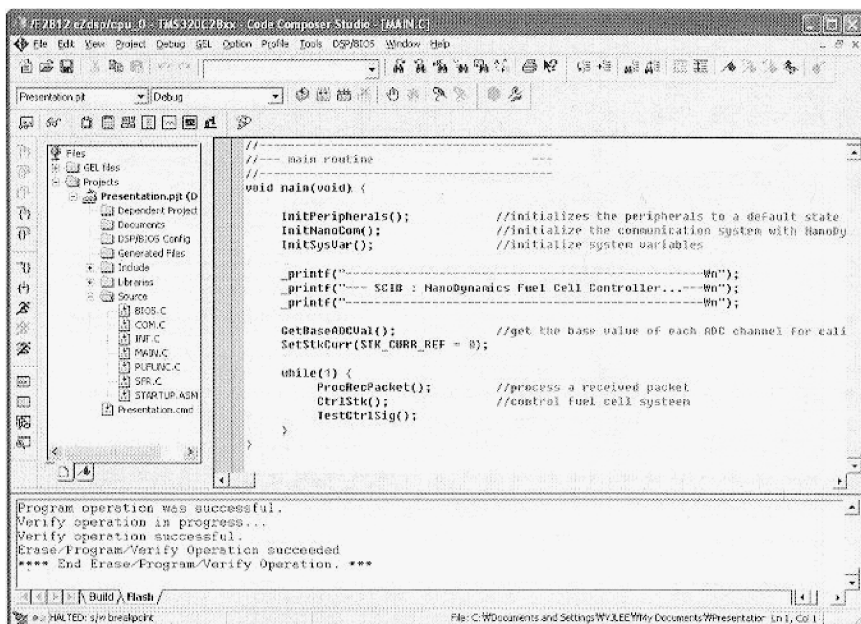 /F2812 eZdsp/cpu_0 - TMS320C28xx - Code Composer Studio - [MAIN.C]
File Edit View Project Debug GEL Option Profile Tools DSP/BIOS Window Help
Presentation.pjt Debug
Files
GEL files
Projects
Presentation.pjt (D
Dependent Project
Documents
DSP/BIOS Config
Generated Files
Include
Libraries
Source
BIOS.C
COM.C
INT.C
MAIN.C
PUFUNC.C
SFR.C
STARTUP.ASM
Presentation.cmd
//------------------------------------------------
//--- main routine ---
//------------------------------------------------
void main(void) {
InitPeripherals(); //initializes the peripherals to a default state
InitNanoCom(); //initialize the communication system with NanoDy
InitSysVar(); //initialize system variables
_printf("------------------------------------------------------------₩n");
_printf("--- SCIB : NanoDynamics Fuel Cell Controller...---₩n");
_printf("------------------------------------------------------------₩n");
GetBaseADCVal(); //get the base value of each ADC channel for cali
SetStkCurr(STK_CURR_REF = 0);
while(1) {
ProcRecPacket(); //process a received packet
CtrlStk(); //control fuel cell systeem
TestCtrlSig();
}
}
Program operation was successful.
Verify operation in progress...
Verify operation successful.
Erase/Program/Verify Operation succeeded
**** End Erase/Program/Verify Operation. ***
Build Flash
HALTED: s/w breakpoint File: C:₩Documents and Settings₩YJLEE₩My Documents₩Presentation Ln 1, Col 1